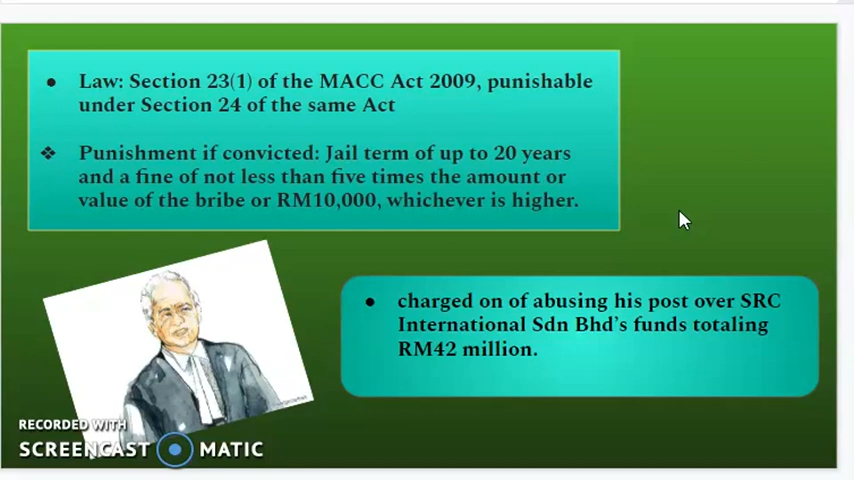 ● Law: Section 23(1) of the MACC Act 2009, punishable
under Section 24 of the same Act
❖ Punishment if convicted: Jail term of up to 20 years
and a fine of not less than five times the amount or
value of the bribe or RM10,000, whichever is higher.
● charged on of abusing his post over SRC
International Sdn Bhd's funds totaling
RM42 million.
RECORDED WITH
SCREENCAST MATIC